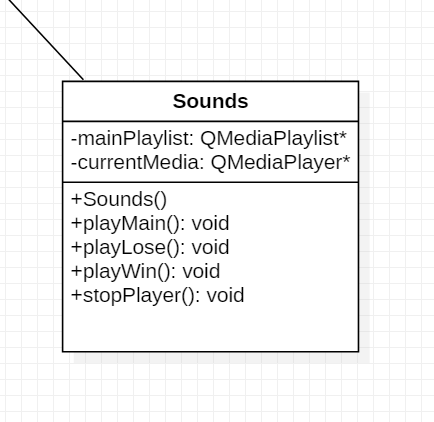 Sounds
-mainPlaylist: QMediaPlaylist*
-currentMedia: QMediaPlayer*
+Sounds()
+playMain(): void
+playLose(): void
+playWin(): void
+stopPlayer(): void